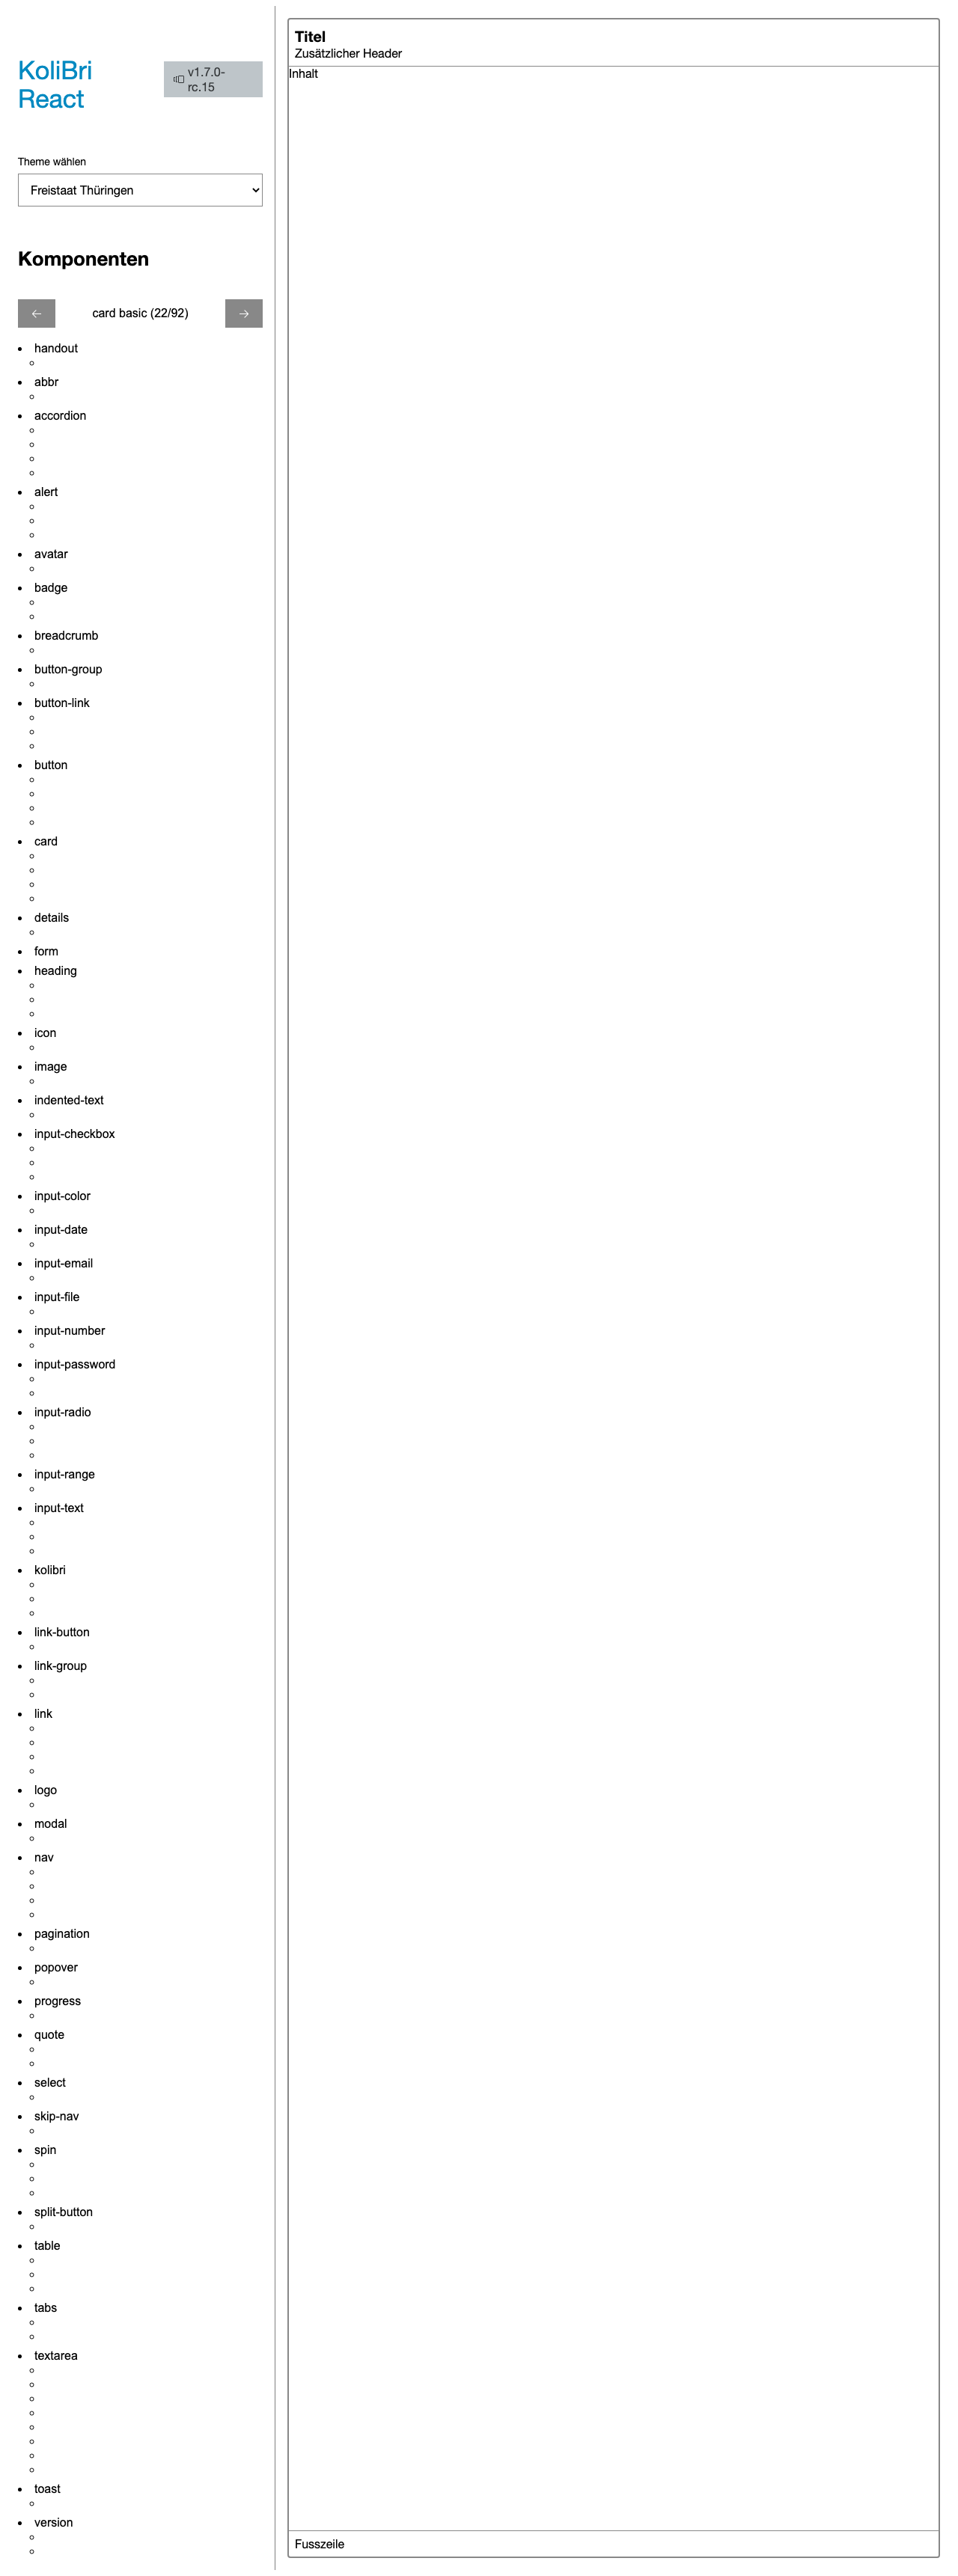 KoliBri
React
v1.7.0-
rc.15
Theme wählen
Freistaat Thüringen
Komponenten
← card basic (22/92) →
handout
abbr
accordion
alert
avatar
badge
breadcrumb
button-group
button-link
button
card
details
form
heading
icon
image
indented-text
input-checkbox
input-color
input-date
input-email
input-file
input-number
input-password
input-radio
input-range
input-text
kolibri
link-button
link-group
link
logo
modal
nav
pagination
popover
progress
quote
select
skip-nav
spin
split-button
table
tabs
textarea
toast
version
Titel
Zusätzlicher Header
Inhalt
Fusszeile